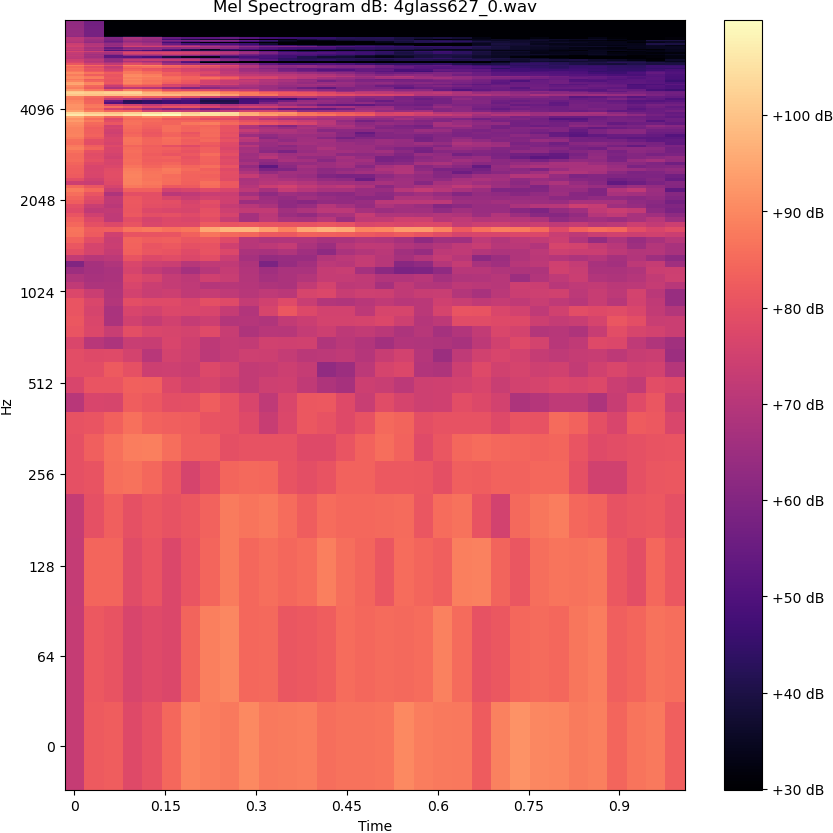 Mel Spectrogram dB: 4glass627_0.wav
4096
2048
1024
512
256
128
64
0
Hz
0 0.15 0.3 0.45 0.6 0.75 0.9
Time
+100 dB
+90 dB
+80 dB
+70 dB
+60 dB
+50 dB
+40 dB
+30 dB